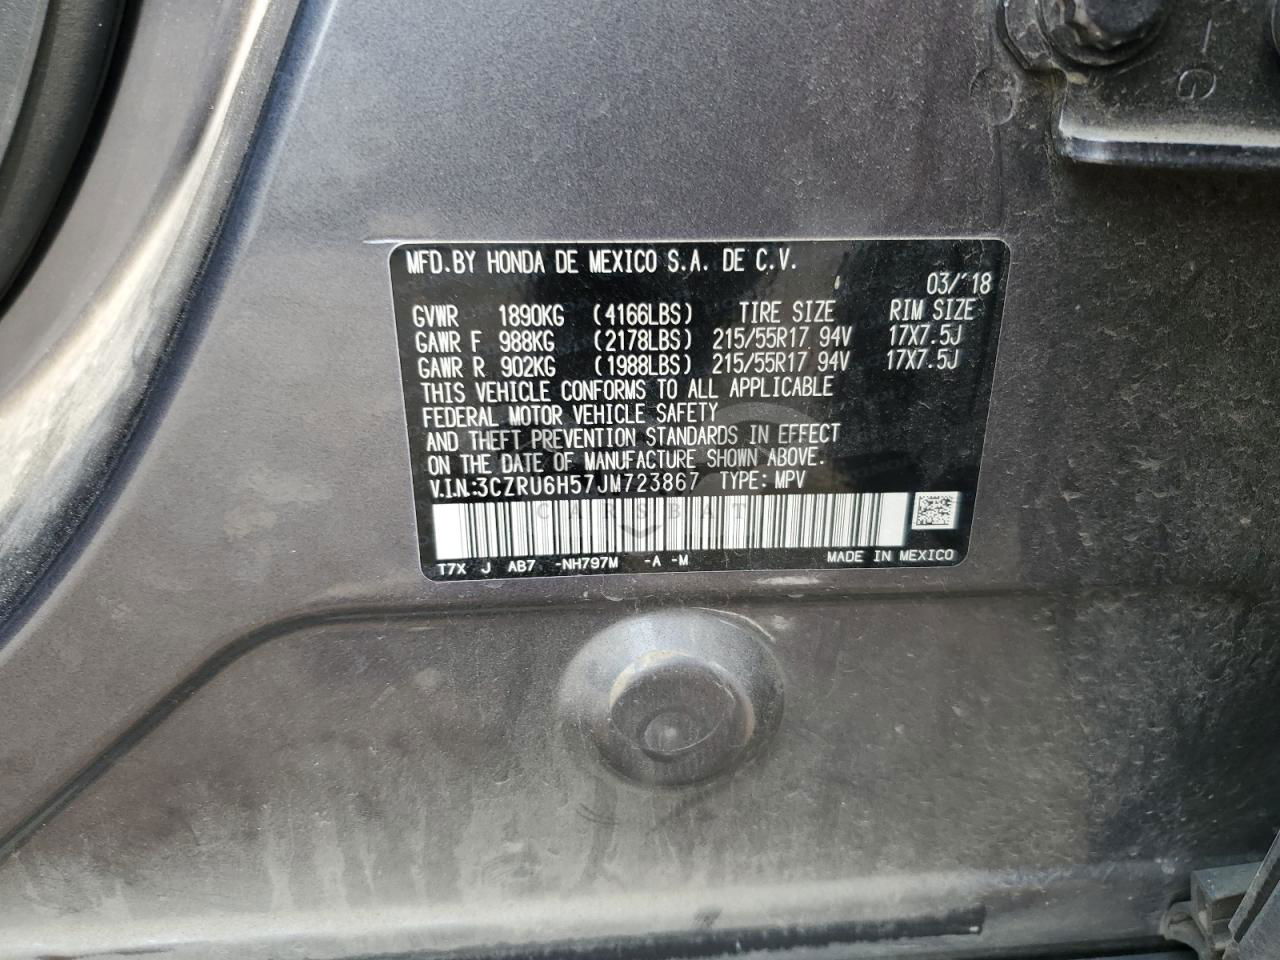 MFD.BY HONDA DE MEXICO S.A. DE C.V.
03/'18
GVWR 1890KG (4166LBS) TIRE SIZE RIM SIZE
GAWR F 988KG (2178LBS) 215/55R17 94V 17X7.5J
GAWR R 902KG (1988LBS) 215/55R17 94V 17X7.5J
THIS VEHICLE CONFORMS TO ALL APPLICABLE
FEDERAL MOTOR VEHICLE SAFETY
AND THEFT PREVENTION STANDARDS IN EFFECT
ON THE DATE OF MANUFACTURE SHOWN ABOVE.
V.I.N:3CZRU6H57JM723867 TYPE: MPV
CARSBAT
T7X J AB7 -NH797M -A -M MADE IN MEXICO